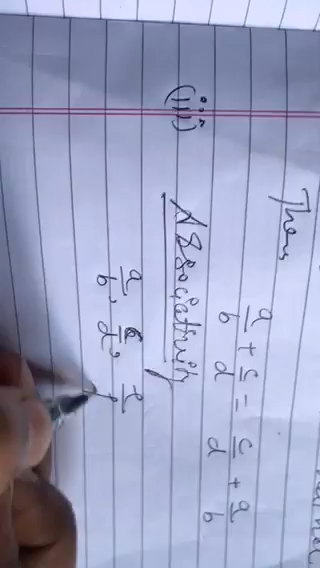 Then
a/b + c/d = c/d + a/b
(iii) Associativity
a/b, c/d, e/f